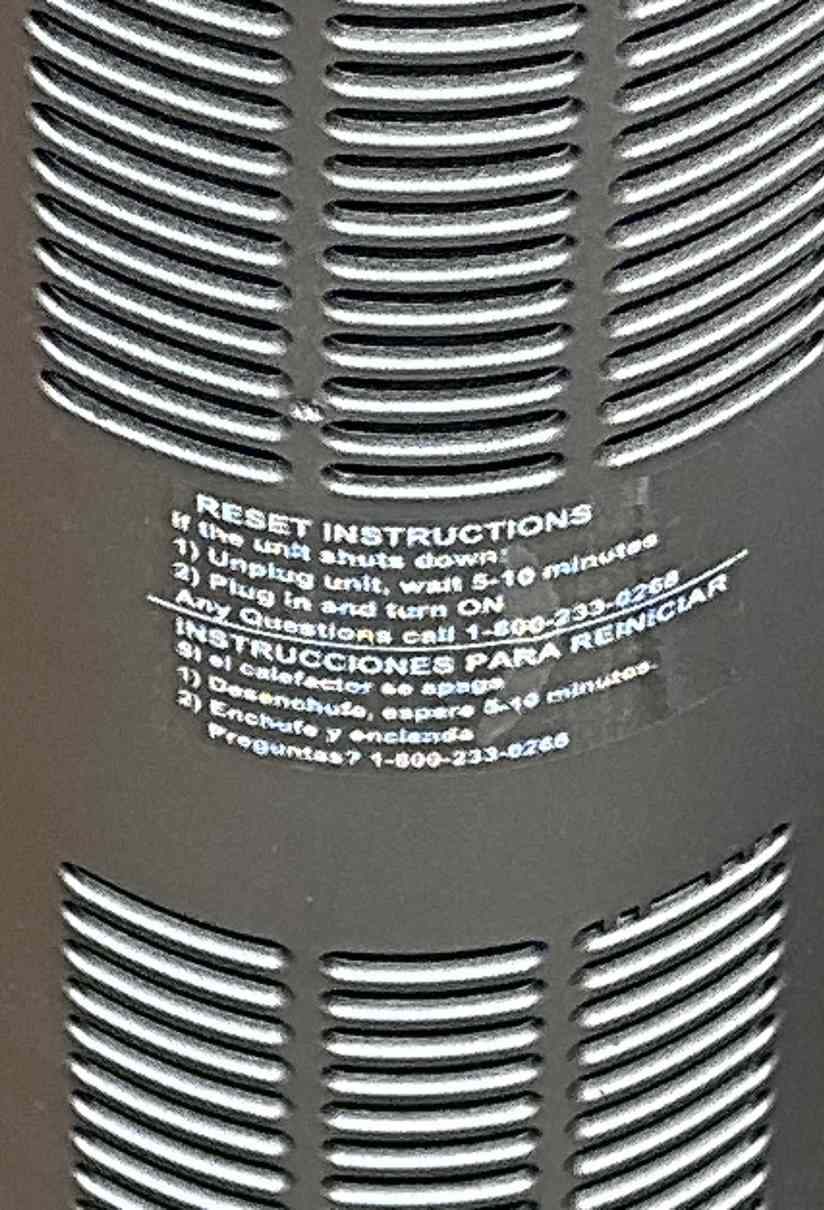 RESET INSTRUCTIONS
If the unit shuts down:
1) Unplug unit, wait 5-10 minutes
2) Plug in and turn ON
Any Questions call 1-800-233-0268
INSTRUCCIONES PARA REINICIAR
Si el calefactor se apaga
1) Desenchufe, espere 5-10 minutos.
2) Enchufe y encienda
Preguntas? 1-800-233-0268